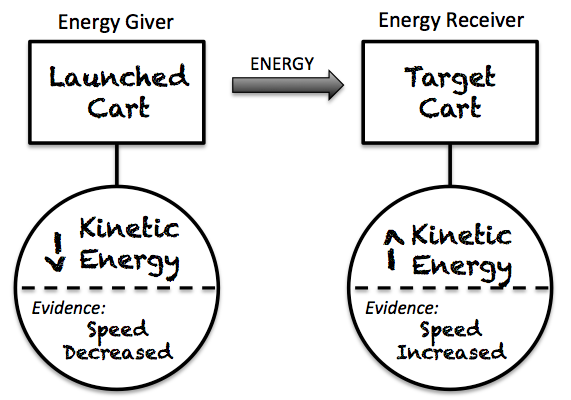 Energy Giver
Energy Receiver
Launched
Cart
ENERGY
Target
Cart
Kinetic
Energy
Evidence:
Speed
Decreased
Kinetic
Energy
Evidence:
Speed
Increased